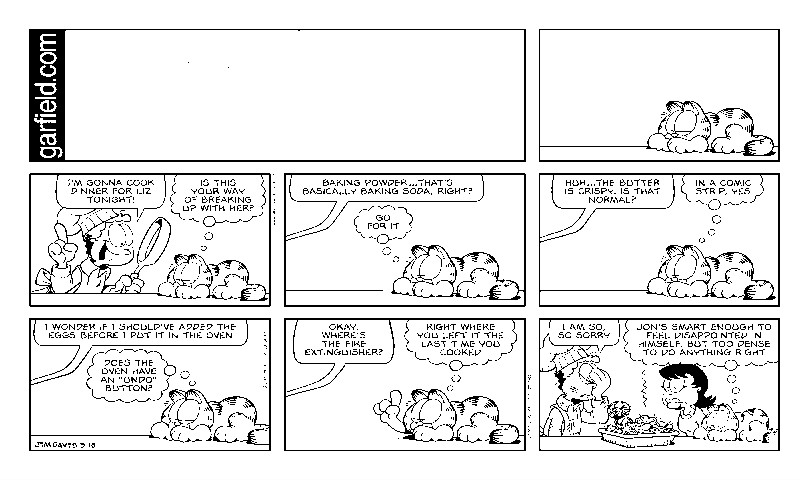 garfield.com
I'M GONNA COOK
DINNER FOR LIZ
TONIGHT!
IS THIS
YOUR WAY
OF BREAKING
UP WITH HER?
BAKING POWDER...THAT'S
BASICALLY BAKING SODA, RIGHT?
GO
FOR IT
HUH...THE BUTTER
IS CRISPY. IS THAT
NORMAL?
IN A COMIC
STRIP, YES
I WONDER IF I SHOULD'VE ADDED THE
EGGS BEFORE I PUT IT IN THE OVEN
DOES THE
OVEN HAVE
AN "UNDO"
BUTTON?
JIM DAVIS 3·18
OKAY.
WHERE'S
THE FIRE
EXTINGUISHER?
RIGHT WHERE
YOU LEFT IT THE
LAST TIME YOU
COOKED
I AM SO,
SO SORRY
JON'S SMART ENOUGH TO
FEEL DISAPPOINTED IN
HIMSELF, BUT TOO DENSE
TO DO ANYTHING RIGHT